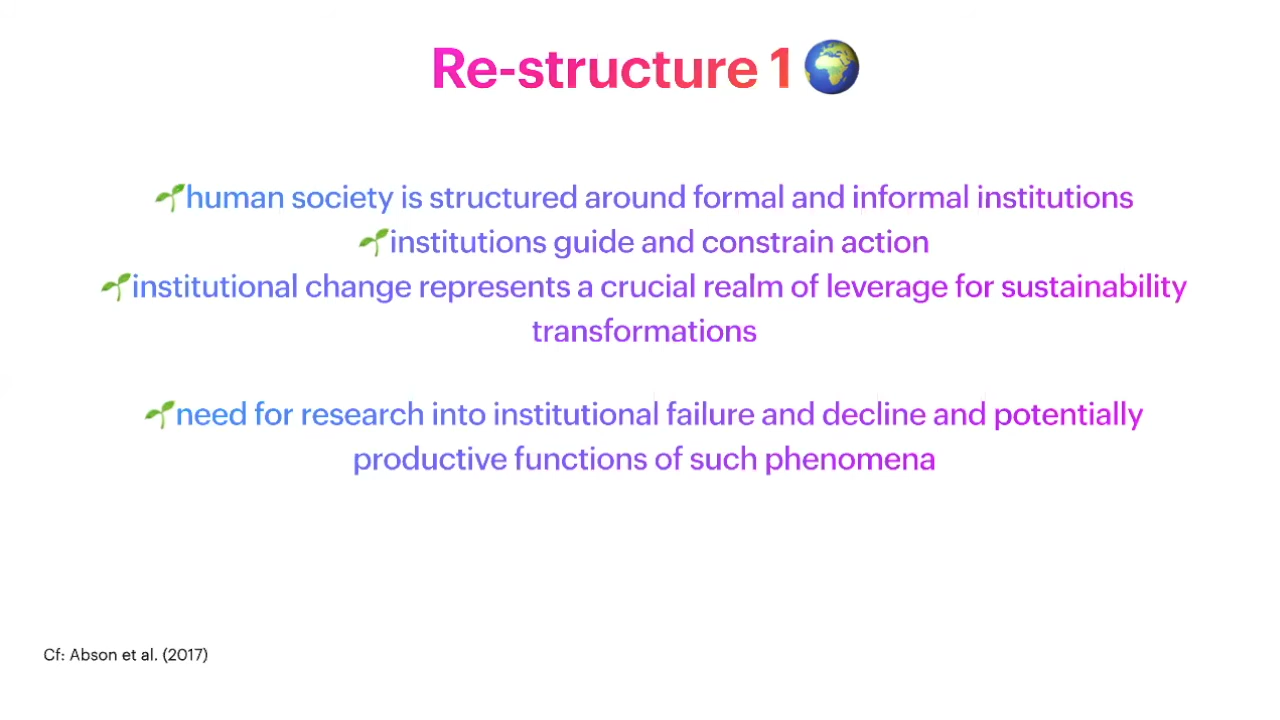 Re-structure 1 🌍
🌱human society is structured around formal and informal institutions
🌱institutions guide and constrain action
🌱institutional change represents a crucial realm of leverage for sustainability
transformations
🌱need for research into institutional failure and decline and potentially
productive functions of such phenomena
Cf: Abson et al. (2017)